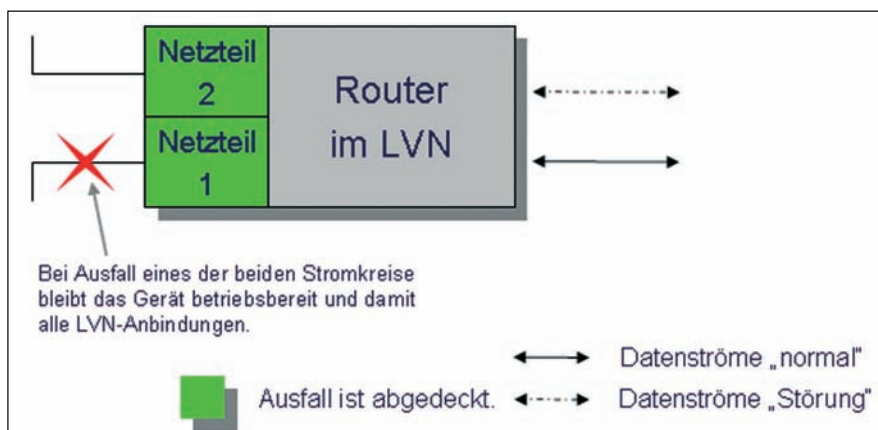 Netzteil
2
Netzteil
1
Router
im LVN
Bei Ausfall eines der beiden Stromkreise
bleibt das Gerät betriebsbereit und damit
alle LVN-Anbindungen.
Ausfall ist abgedeckt.
Datenströme „normal"
Datenströme „Störung"